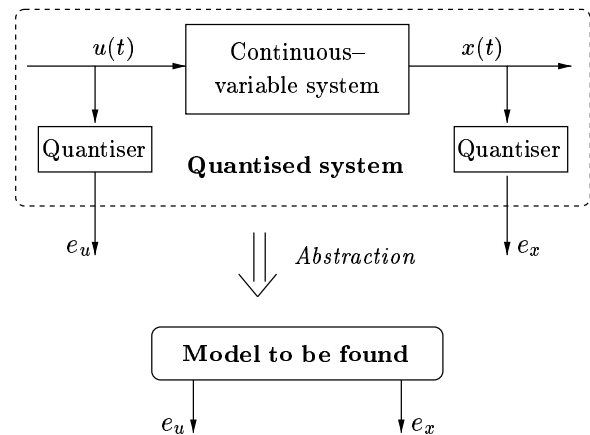 u(t)
Continuous–
variable system
x(t)
Quantiser
Quantised system
Quantiser
e_u
Abstraction
e_x
Model to be found
e_u
e_x